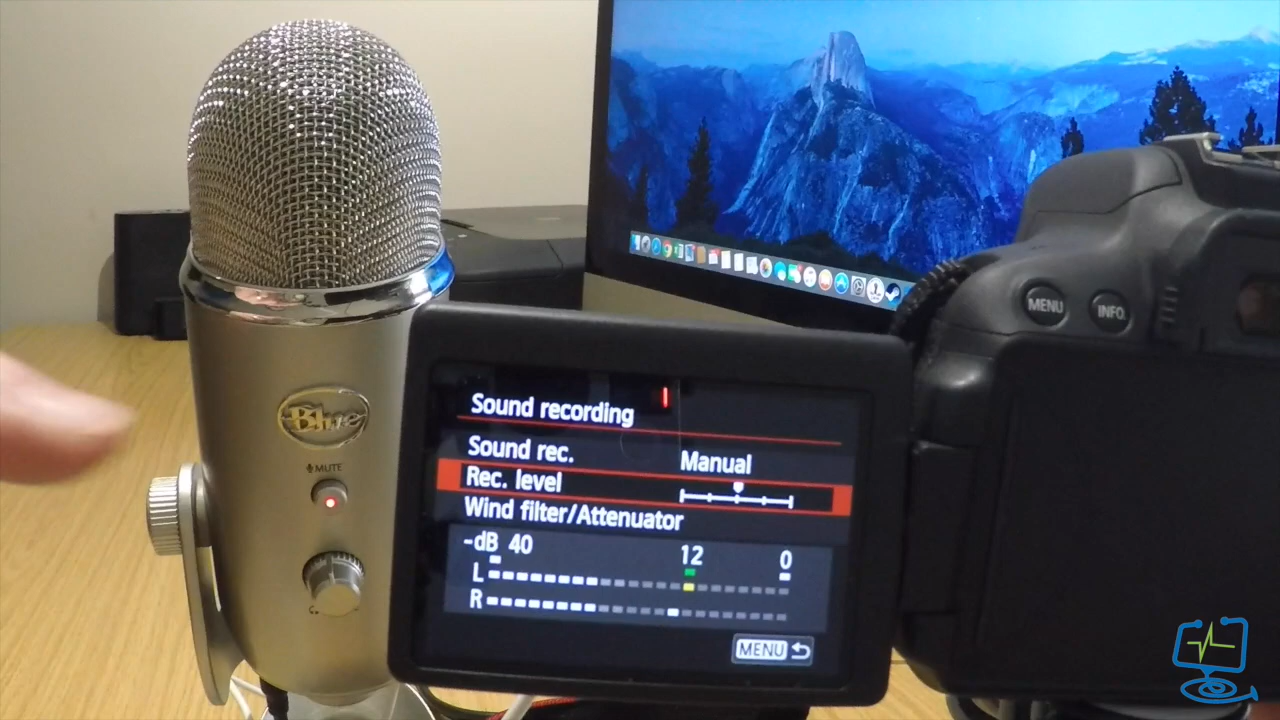 Blue
MUTE
MENU
INFO.
Sound recording
Sound rec. Manual
Rec. level
Wind filter/Attenuator
-dB 40 12 0
L
R
MENU